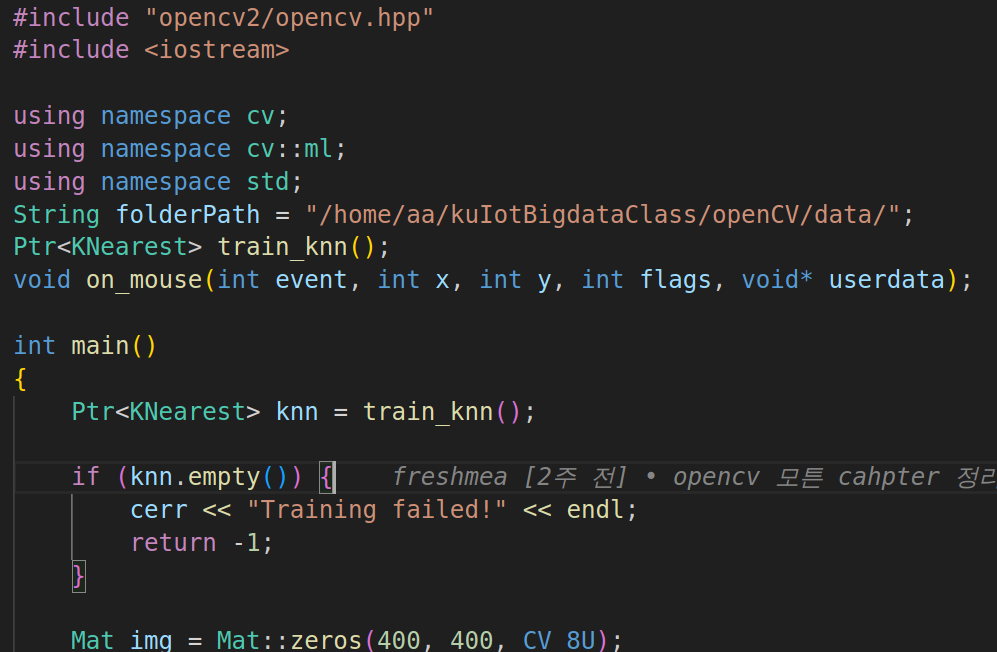 #include "opencv2/opencv.hpp"
#include <iostream>
using namespace cv;
using namespace cv::ml;
using namespace std;
String folderPath = "/home/aa/kuIotBigdataClass/openCV/data/";
Ptr<KNearest> train_knn();
void on_mouse(int event, int x, int y, int flags, void* userdata);
int main()
{
Ptr<KNearest> knn = train_knn();
if (knn.empty()) { freshmea [2주 전] • opencv 모튼 cahpter 정리
cerr << "Training failed!" << endl;
return -1;
}
Mat img = Mat::zeros(400, 400, CV_8U);